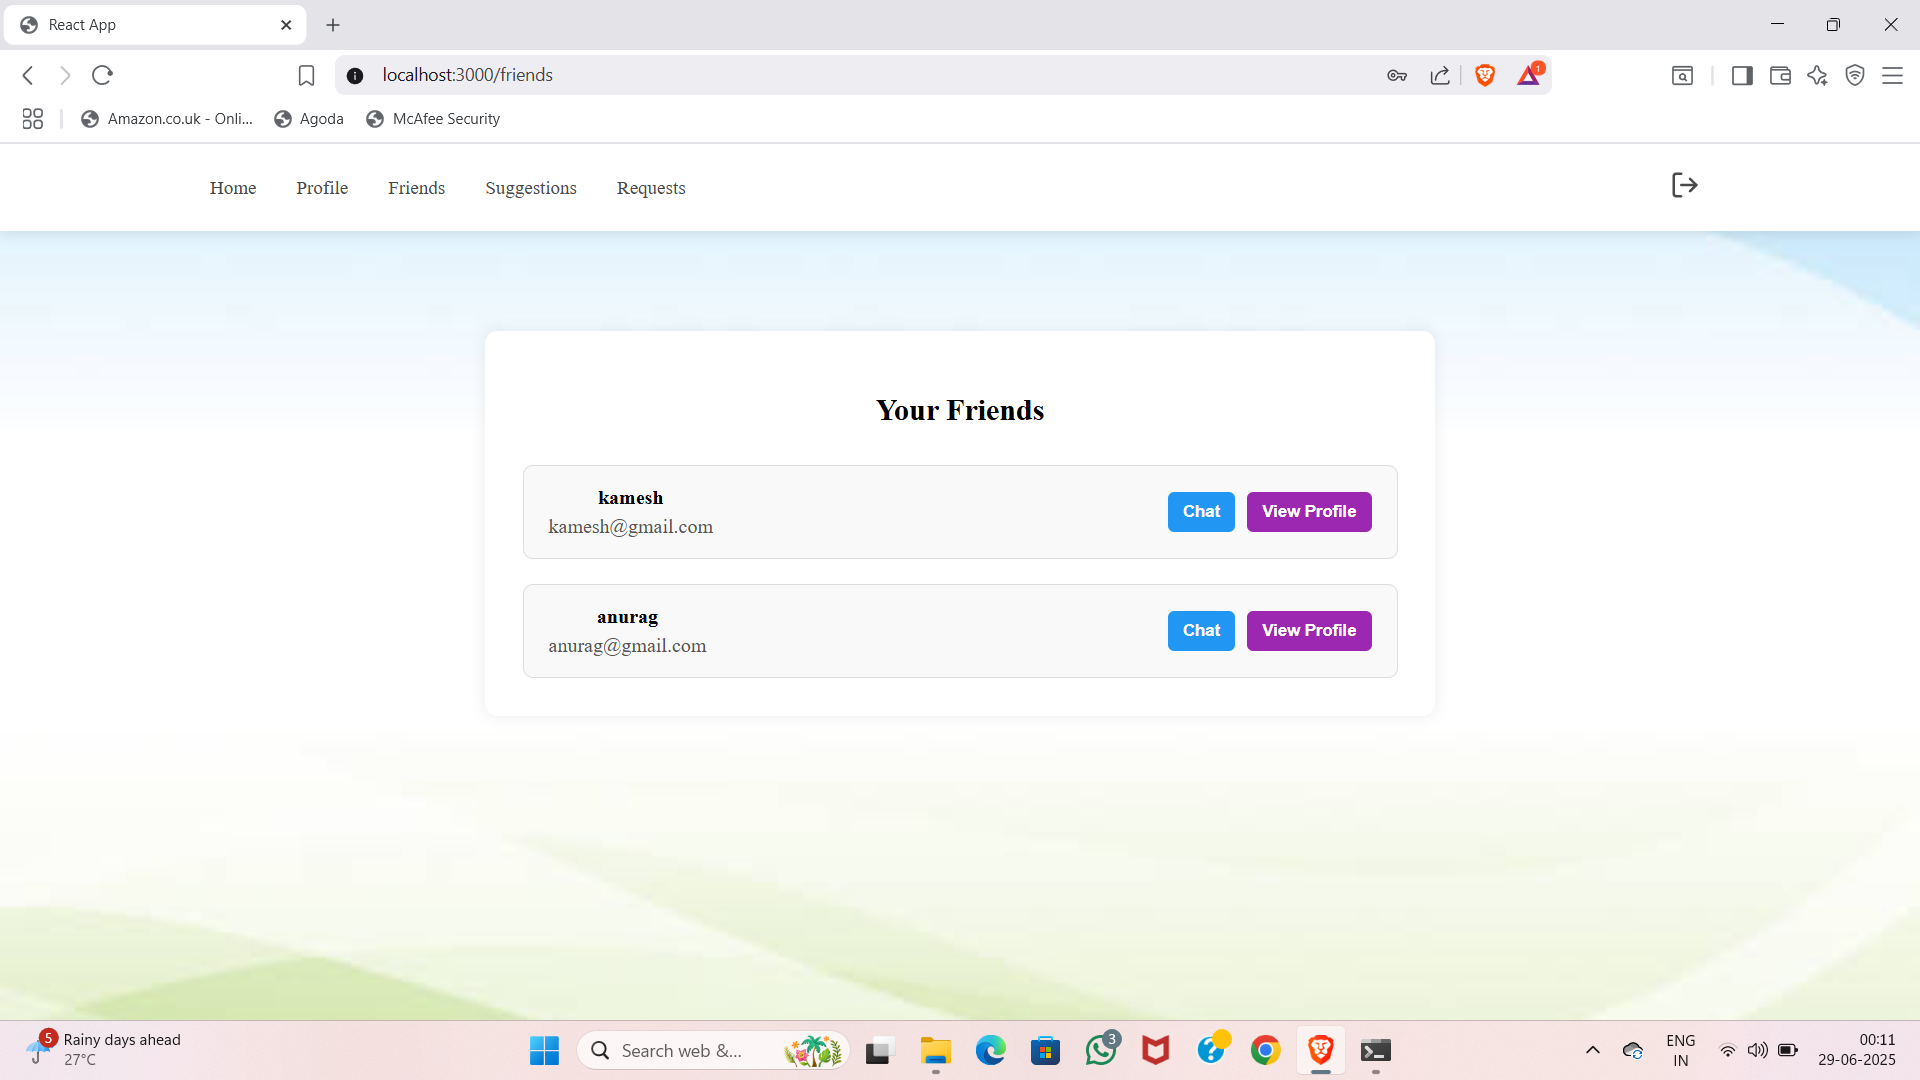 React App
localhost:3000/friends
1
Amazon.co.uk - Onli...
Agoda
McAfee Security
Home
Profile
Friends
Suggestions
Requests
Your Friends
kamesh
kamesh@gmail.com
Chat
View Profile
anurag
anurag@gmail.com
Chat
View Profile
5
Rainy days ahead
27°C
Search web &...
3
ENG
IN
00:11
29-06-2025